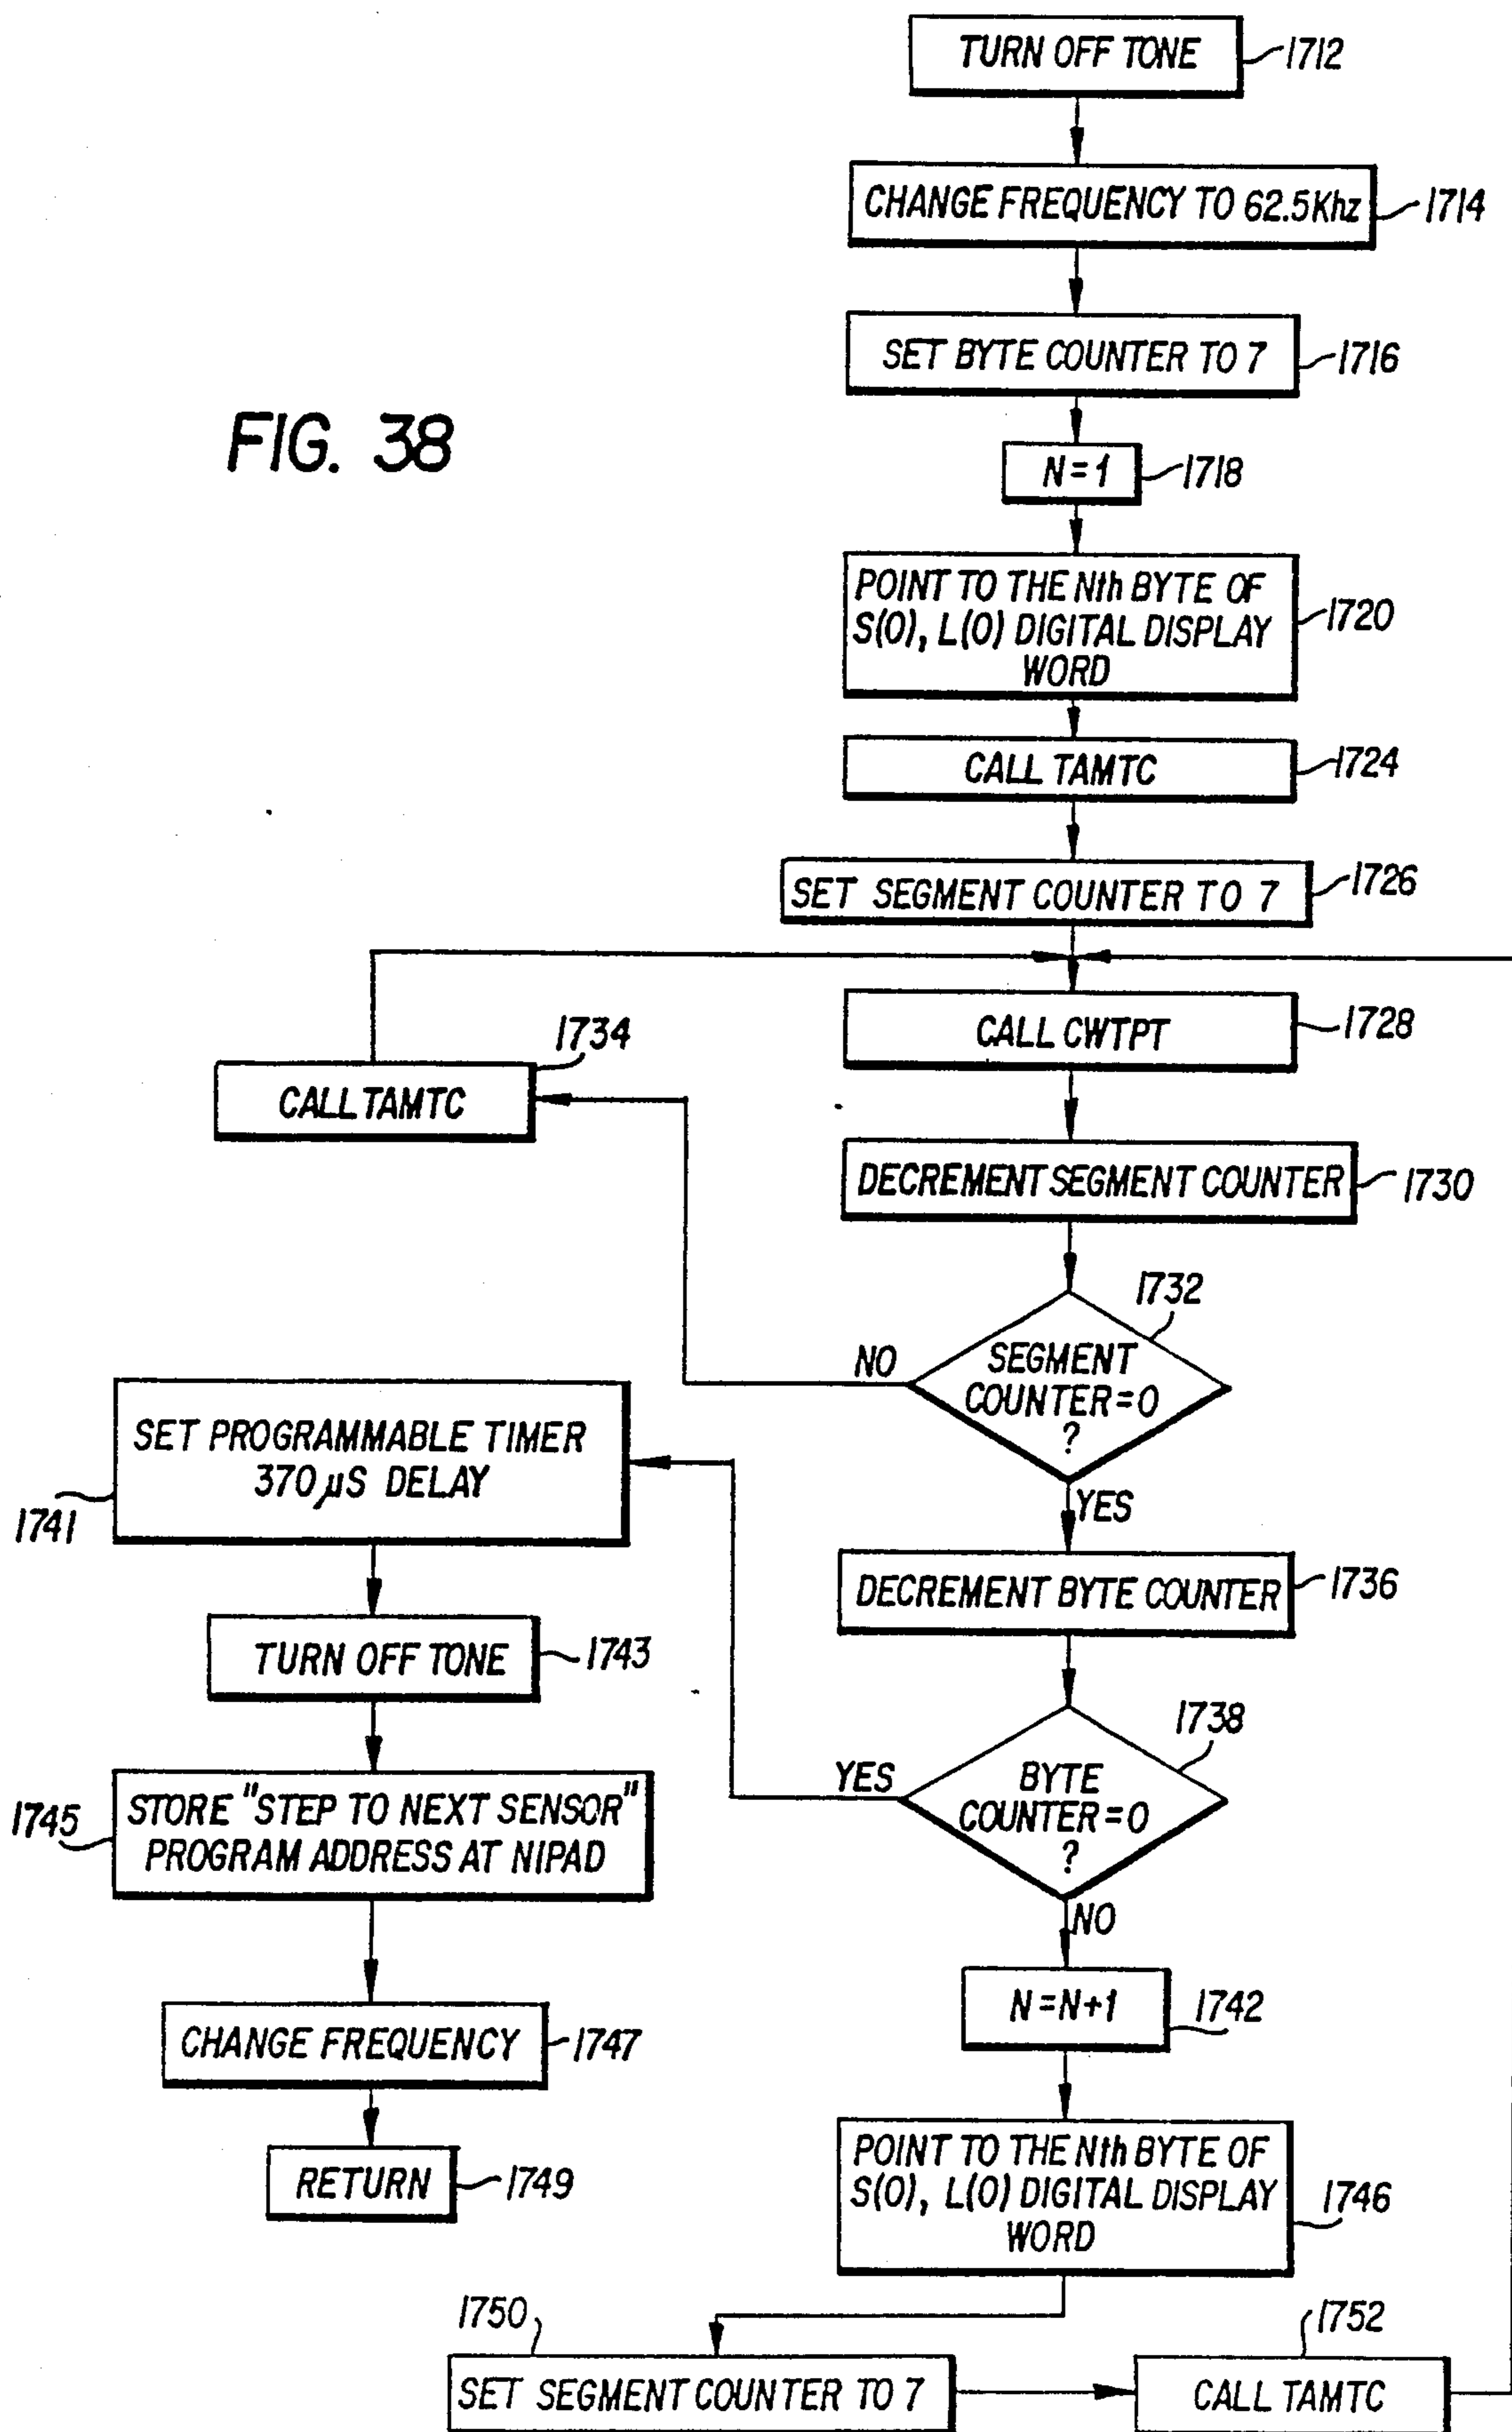 TURN OFF TONE
1712
CHANGE FREQUENCY TO 62.5Khz
1714
SET BYTE COUNTER TO 7
1716
FIG. 38
N=1
1718
POINT TO THE Nth BYTE OF
S(0), L(0) DIGITAL DISPLAY
WORD
1720
CALL TAMTC
1724
SET SEGMENT COUNTER TO 7
1726
CALL CWTPT
1728
1734
CALL TAMTC
DECREMENT SEGMENT COUNTER
1730
1732
SEGMENT
COUNTER=0
?
NO
YES
SET PROGRAMMABLE TIMER
370 µS DELAY
1741
DECREMENT BYTE COUNTER
1736
TURN OFF TONE
1743
1738
BYTE
COUNTER=0
?
YES
NO
1745
STORE "STEP TO NEXT SENSOR"
PROGRAM ADDRESS AT NIPAD
N=N+1
1742
CHANGE FREQUENCY
1747
RETURN
1749
POINT TO THE Nth BYTE OF
S(0), L(0) DIGITAL DISPLAY
WORD
1746
1750
SET SEGMENT COUNTER TO 7
1752
CALL TAMTC